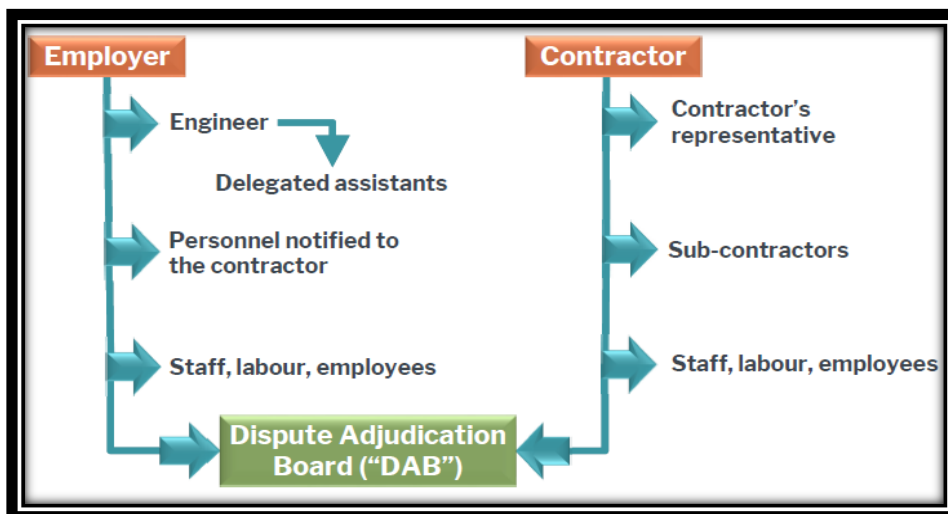 Employer
Engineer
Delegated assistants
Personnel notified to
the contractor
Staff, labour, employees
Contractor
Contractor’s
representative
Sub-contractors
Staff, labour, employees
Dispute Adjudication
Board (“DAB”)